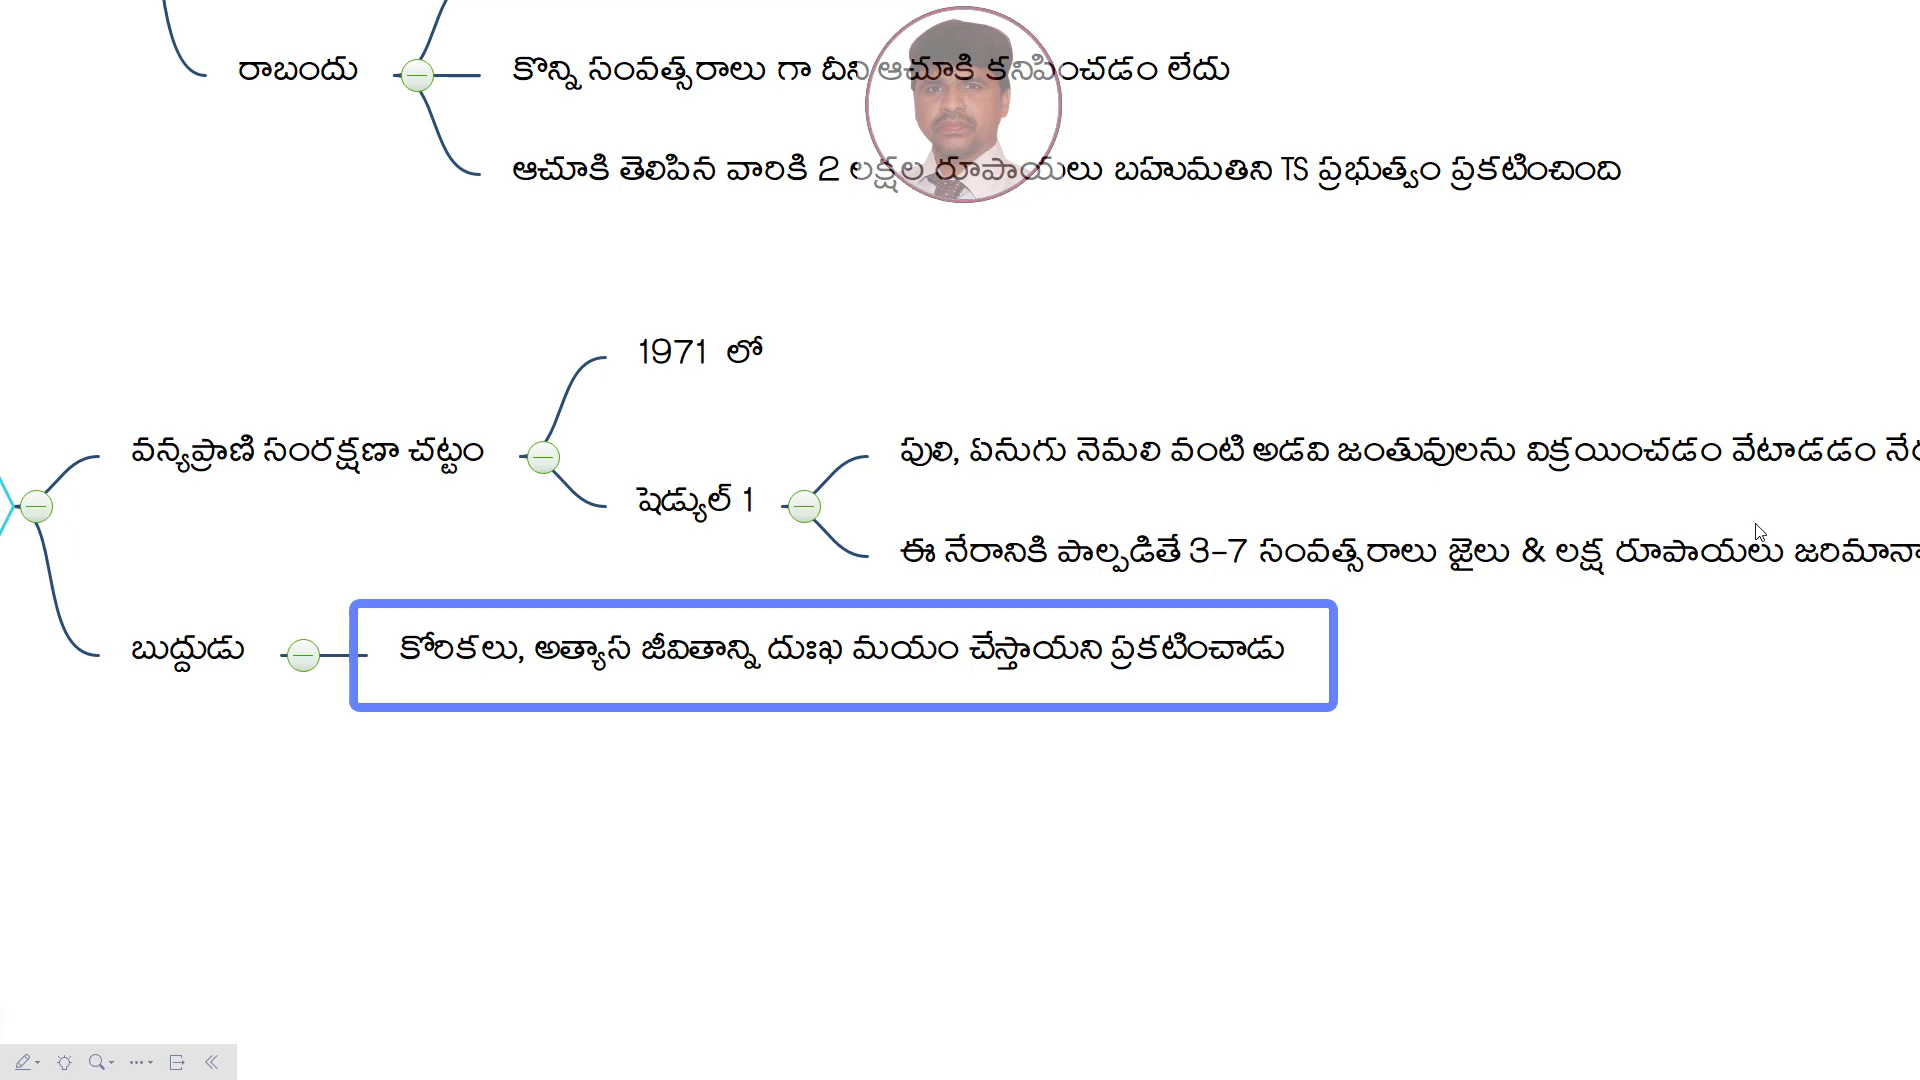 రాబందు
కొన్ని సంవత్సరాలు గా దీని ఆచూకి కనిపించడం లేదు
ఆచూకి తెలిపిన వారికి 2 లక్షల రూపాయలు బహుమతిని TS ప్రభుత్వం ప్రకటించింది
1971 లో
వన్యప్రాణి సంరక్షణా చట్టం
పులి, ఏనుగు నెమలి వంటి అడవి జంతువులను విక్రయించడం వేటాడడం
షెడ్యుల్ 1
ఈ నేరానికి పాల్పడితే 3-7 సంవత్సరాలు జైలు & లక్ష రూపాయలు జరిమానా
బుద్దుడు
కోరికలు, అత్యాస జీవితాన్ని దుఃఖ మయం చేస్తాయని ప్రకటించాడు